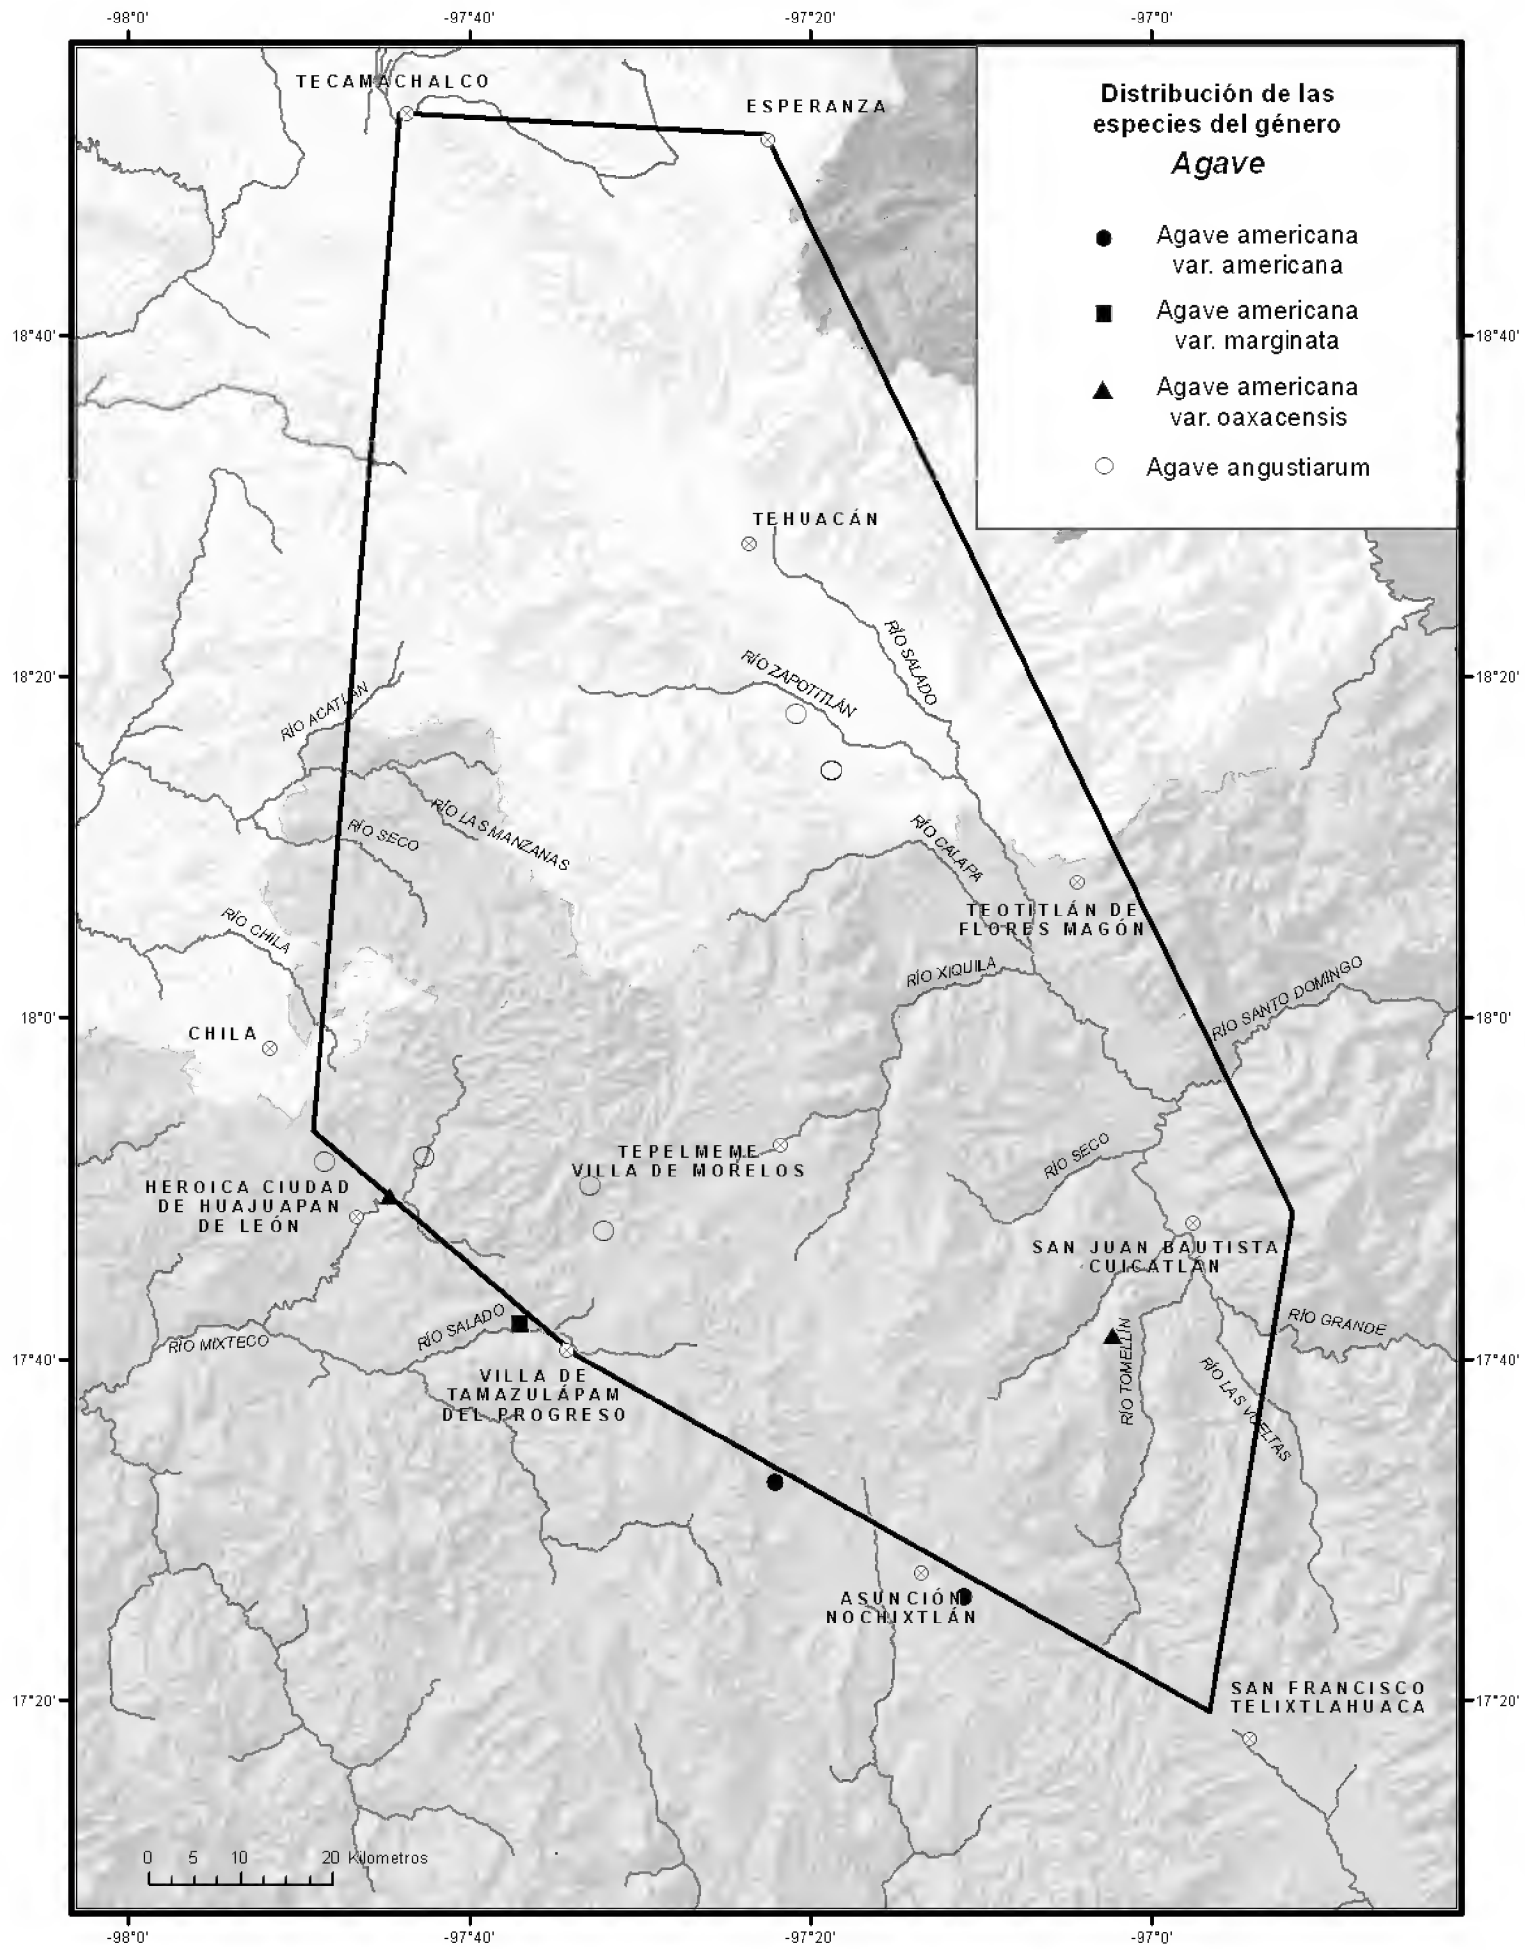 -98°0'
-97°40'
-97°20'
-97°0'
TECAMACHALCO
ESPERANZA
Distribución de las
especies del género
Agave
Agave americana
var. americana
Agave americana
var. marginata
Agave americana
var. oaxacensis
Agave angustiarum
18°40'
18°40'
TEHUACÁN
RÍO SALADO
RÍO ZAPOTITLÁN
18°20'
18°20'
RÍO ACATLÁN
RÍO LAS MANZANAS
RÍO SECO
RÍO CALAPA
TEOTITLÁN DE
FLORES MAGÓN
RÍO CHILA
RÍO XIQUILA
RÍO SANTO DOMINGO
18°0'
18°0'
CHILA
TEPELMEME
VILLA DE MORELOS
RÍO SECO
HEROICA CIUDAD
DE HUAJUAPAN
DE LEÓN
SAN JUAN BAUTISTA
CUICATLÁN
RÍO SALADO
RÍO MIXTECO
RÍO GRANDE
RÍO TOMELLÍN
17°40'
17°40'
VILLA DE
TAMAZULÁPAM
DEL PROGRESO
RÍO LAS VUELTAS
ASUNCIÓN
NOCHIXTLÁN
SAN FRANCISCO
TELIXTLAHUACA
17°20'
17°20'
0 5 10 20 Kilometros
-98°0'
-97°40'
-97°20'
-97°0'